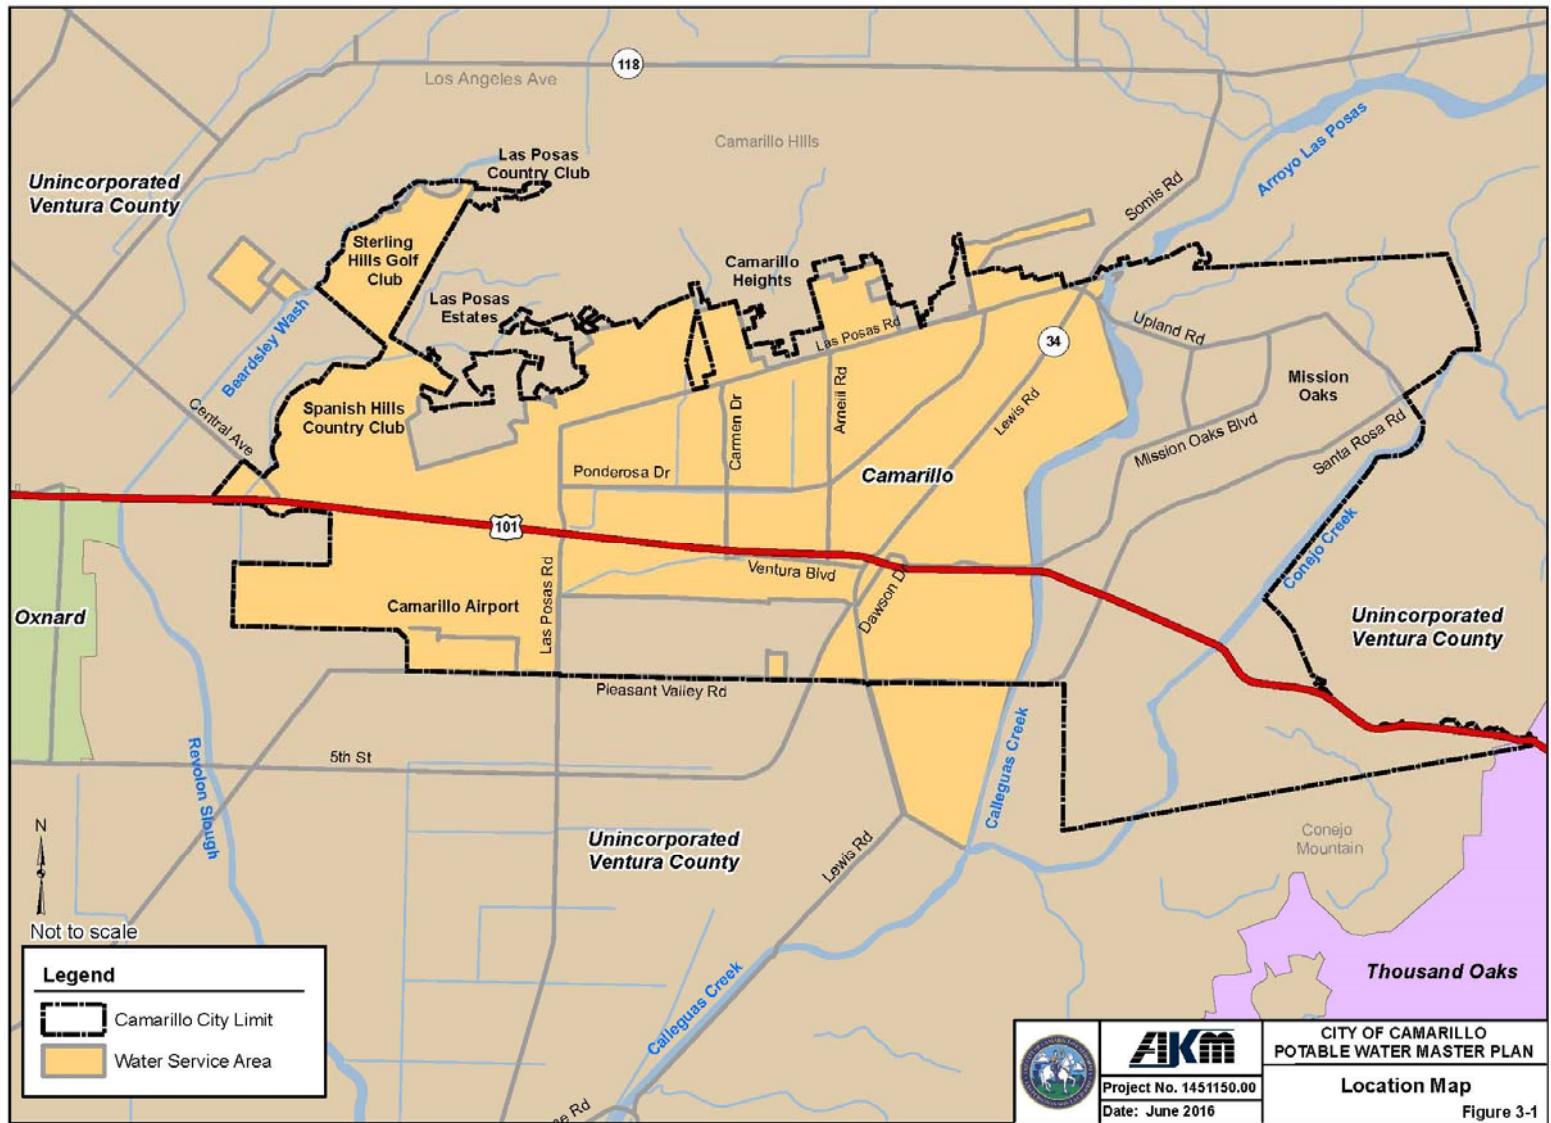 118
Los Angeles Ave
Camarillo Hills
Arroyo Las Posas
Las Posas
Country Club
Unincorporated
Ventura County
Somis Rd
Sterling
Hills Golf
Club
Camarillo
Heights
Las Posas
Estates
Beardsley Wash
Las Posas Rd
34
Upland Rd
Mission
Oaks
Spanish Hills
Country Club
Central Ave
Carmen Dr
Arneill Rd
Lewis Rd
Mission Oaks Blvd
Santa Rosa Rd
Ponderosa Dr
Camarillo
101
Conejo Creek
Ventura Blvd
Las Posas Rd
Dawson Dr
Camarillo Airport
Oxnard
Unincorporated
Ventura County
Pleasant Valley Rd
Revolon Slough
5th St
Calleguas Creek
Unincorporated
Ventura County
Lewis Rd
Conejo
Mountain
N
Not to scale
Thousand Oaks
Calleguas Creek
Legend
Camarillo City Limit
Water Service Area
AKM
Project No. 1451150.00
Date: June 2016
CITY OF CAMARILLO
POTABLE WATER MASTER PLAN
Location Map
Figure 3-1